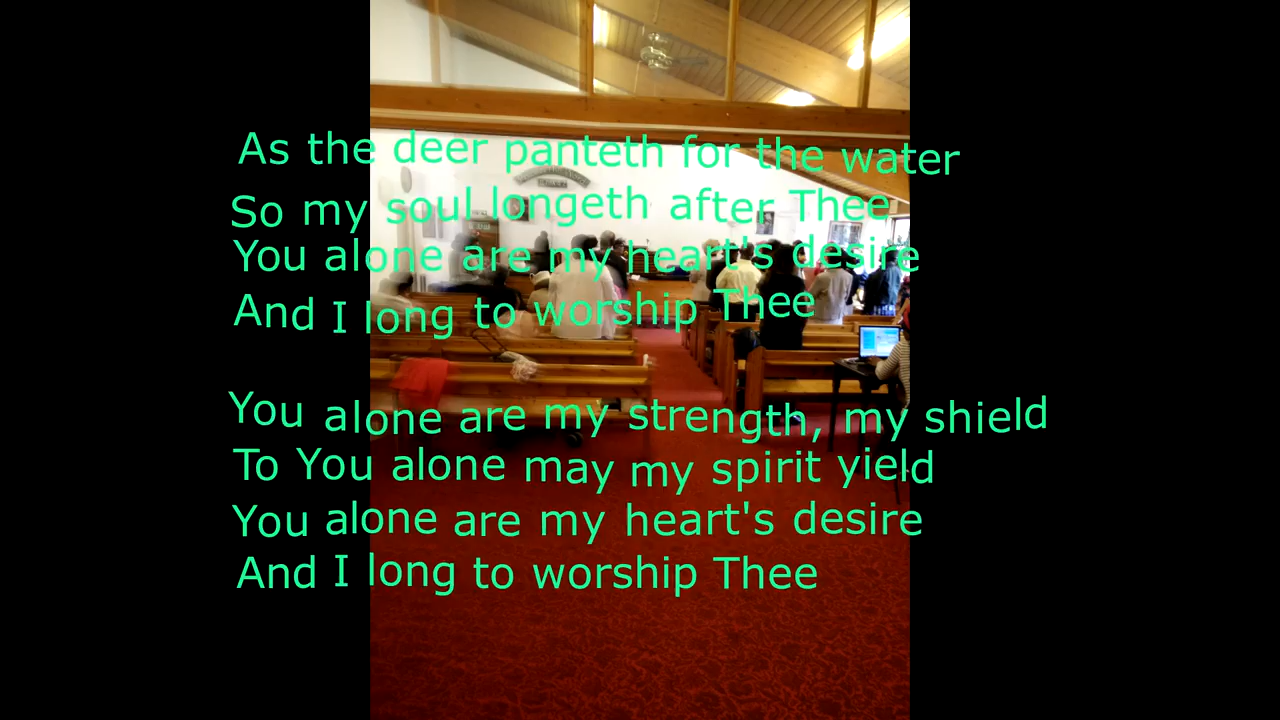 As the deer panteth for the water
So my soul longeth after Thee
You alone are my heart's desire
And I long to worship Thee
You alone are my strength, my shield
To You alone may my spirit yield
You alone are my heart's desire
And I long to worship Thee